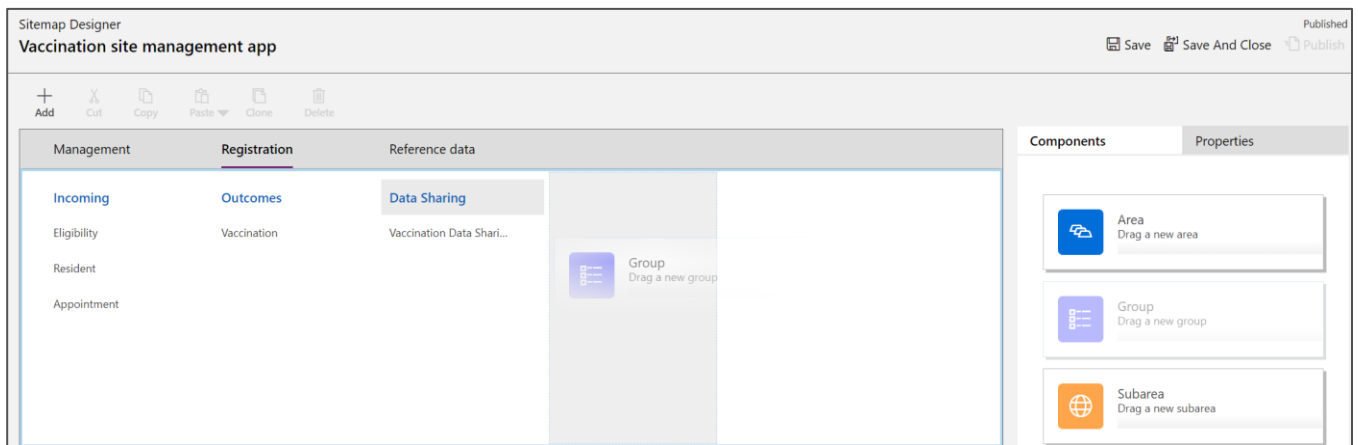 Sitemap Designer
Published
Vaccination site management app
Save
Save And Close
Publish
Add
Cut
Copy
Paste
Clone
Delete
Management
Registration
Reference data
Components
Properties
Incoming
Outcomes
Data Sharing
Eligibility
Vaccination
Vaccination Data Shari...
Resident
Appointment
Group
Drag a new group
Area
Drag a new area
Group
Drag a new group
Subarea
Drag a new subarea